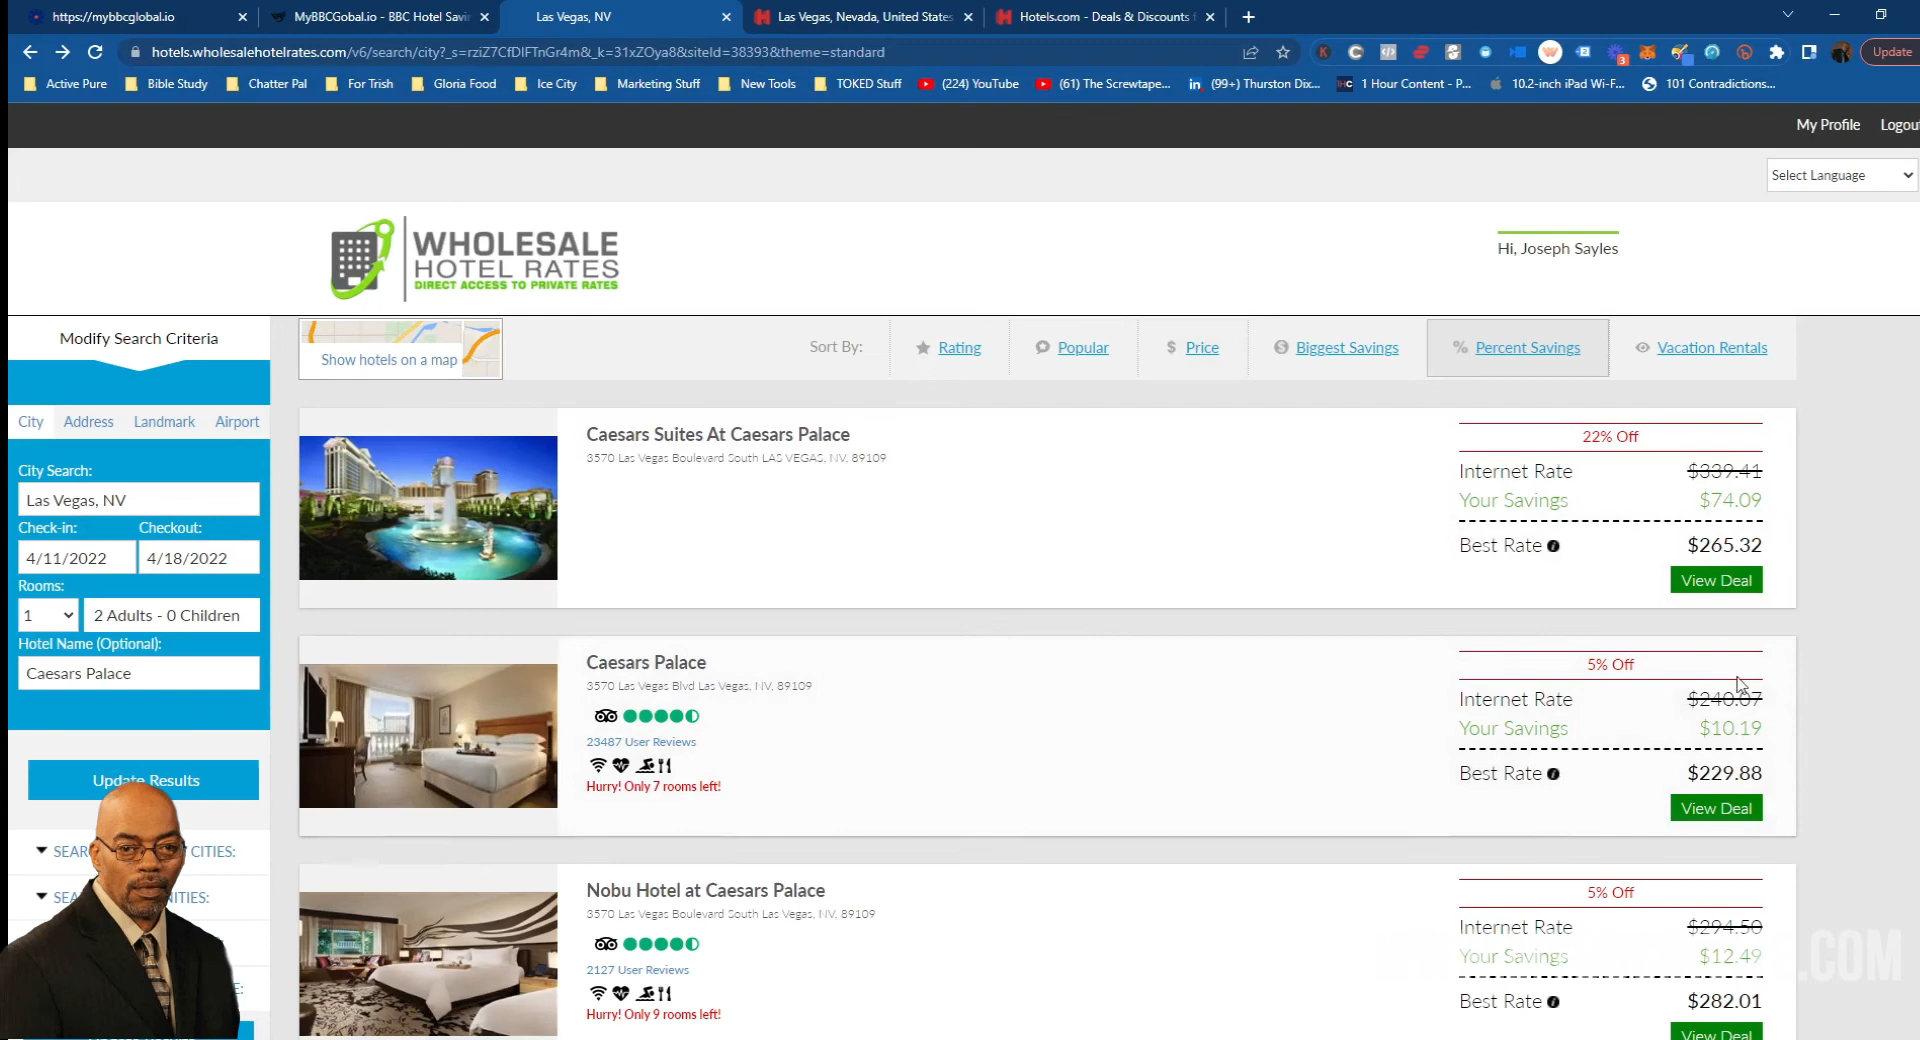 https://mybbcglobal.io
MyBBCGobal.io - BBC Hotel Savi
Las Vegas, NV
Las Vegas, Nevada, United States
Hotels.com - Deals & Discounts f
hotels.wholesalehotelrates.com/v6/search/city?_s=rziZ7CfDIFTnGr4m&_k=31xZOya8&siteId=38393&theme=standard
3
Update
Active Pure
Bible Study
Chatter Pal
For Trish
Gloria Food
Ice City
Marketing Stuff
New Tools
TOKED Stuff
(224) YouTube
(61) The Screwtape...
(99+) Thurston Dix...
1 Hour Content - P...
10.2-inch iPad Wi-F...
101 Contradictions...
My Profile
Logout
Select Language
WHOLESALE
HOTEL RATES
DIRECT ACCESS TO PRIVATE RATES
Hi, Joseph Sayles
Modify Search Criteria
City
Address
Landmark
Airport
City Search:
Las Vegas, NV
Check-in:
Checkout:
4/11/2022
4/18/2022
Rooms:
1
2 Adults - 0 Children
Hotel Name (Optional):
Caesars Palace
Update Results
CITIES:
Show hotels on a map
Sort By:
Rating
Popular
$ Price
Biggest Savings
% Percent Savings
Vacation Rentals
Caesars Suites At Caesars Palace
3570 Las Vegas Boulevard South LAS VEGAS, NV, 89109
22% Off
Internet Rate $339.41
Your Savings $74.09
Best Rate $265.32
View Deal
Caesars Palace
3570 Las Vegas Blvd Las Vegas, NV, 89109
23487 User Reviews
Hurry! Only 7 rooms left!
5% Off
Internet Rate $240.07
Your Savings $10.19
Best Rate $229.88
View Deal
Nobu Hotel at Caesars Palace
3570 Las Vegas Boulevard South Las Vegas, NV, 89109
2127 User Reviews
Hurry! Only 9 rooms left!
5% Off
Internet Rate $294.50
Your Savings $12.49
Best Rate $282.01
View Deal
.COM